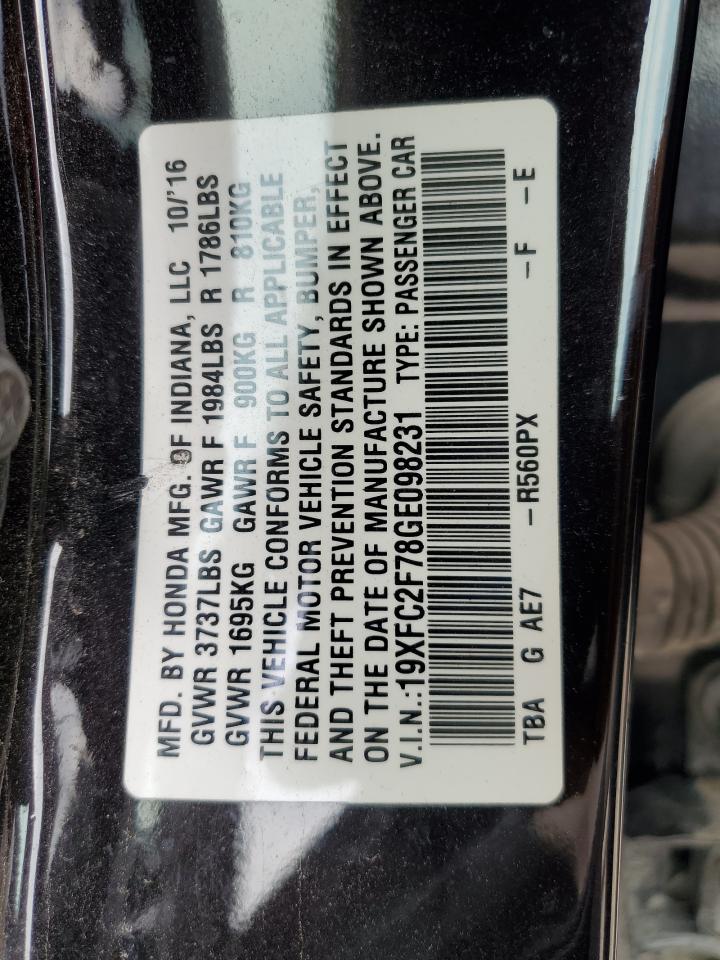 MFD. BY HONDA MFG. OF INDIANA, LLC 10/'16
GVWR 3737LBS GAWR F 1984LBS R 1786LBS
GVWR 1695KG GAWR F 900KG R 810KG
THIS VEHICLE CONFORMS TO ALL APPLICABLE
FEDERAL MOTOR VEHICLE SAFETY, BUMPER,
AND THEFT PREVENTION STANDARDS IN EFFECT
ON THE DATE OF MANUFACTURE SHOWN ABOVE.
V.I.N.:19XFC2F78GE098231 TYPE: PASSENGER CAR
TBA G AE7 -R560PX -F -E